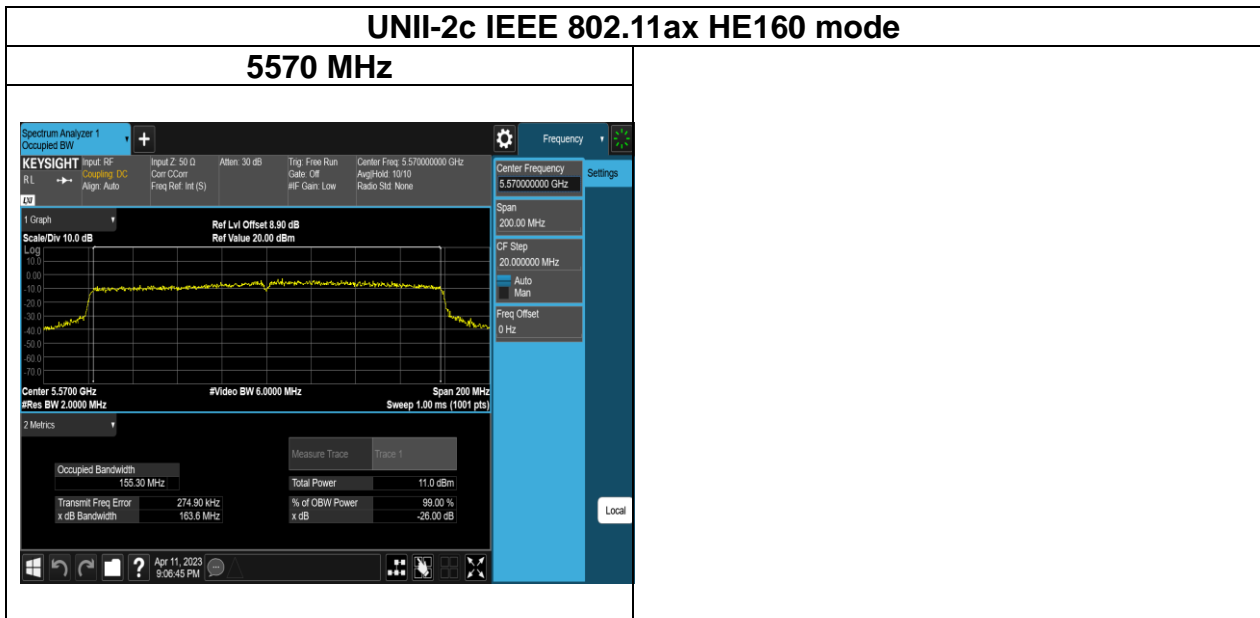 UNII-2c IEEE 802.11ax HE160 mode
5570 MHz
Spectrum Analyzer 1
Occupied BW
+
Frequency
KEYSIGHT
RL
Input: RF
Coupling: DC
Align: Auto
Input Z: 50 Ω
Corr CCorr
Freq Ref: Int (S)
Atten: 30 dB
Trig: Free Run
Gate: Off
#IF Gain: Low
Center Freq: 5.570000000 GHz
Avg|Hold: 10/10
Radio Std: None
LXI
Center Frequency
5.570000000 GHz
Settings
Span
200.00 MHz
CF Step
20.000000 MHz
Auto
Man
Freq Offset
0 Hz
Local
1 Graph
Scale/Div 10.0 dB
Ref Lvl Offset 8.90 dB
Ref Value 20.00 dBm
Log
10.0
0.00
-10.0
-20.0
-30.0
-40.0
-50.0
-60.0
-70.0
Center 5.5700 GHz
#Video BW 6.0000 MHz
Span 200 MHz
#Res BW 2.0000 MHz
Sweep 1.00 ms (1001 pts)
2 Metrics
Measure Trace Trace 1
Occupied Bandwidth
155.30 MHz
Total Power 11.0 dBm
Transmit Freq Error 274.90 kHz
% of OBW Power 99.00 %
x dB Bandwidth 163.6 MHz
x dB -26.00 dB
?
Apr 11, 2023
9:06:45 PM